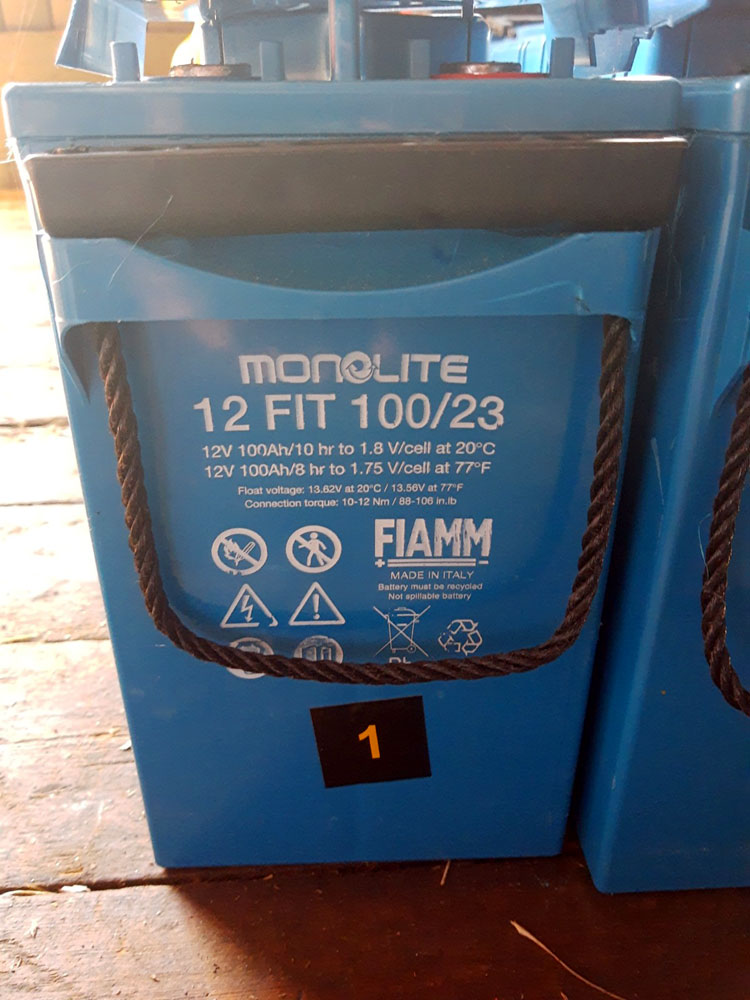 MONOLITE
12 FIT 100/23
12V 100Ah/10 hr to 1.8 V/cell at 20°C
12V 100Ah/8 hr to 1.75 V/cell at 77°F
Float voltage: 13.62V at 20°C / 13.56V at 77°F
Connection torque: 10-12 Nm / 88-106 in.lb
FIAMM
MADE IN ITALY
Battery must be recycled
Not spillable battery
Pb
1